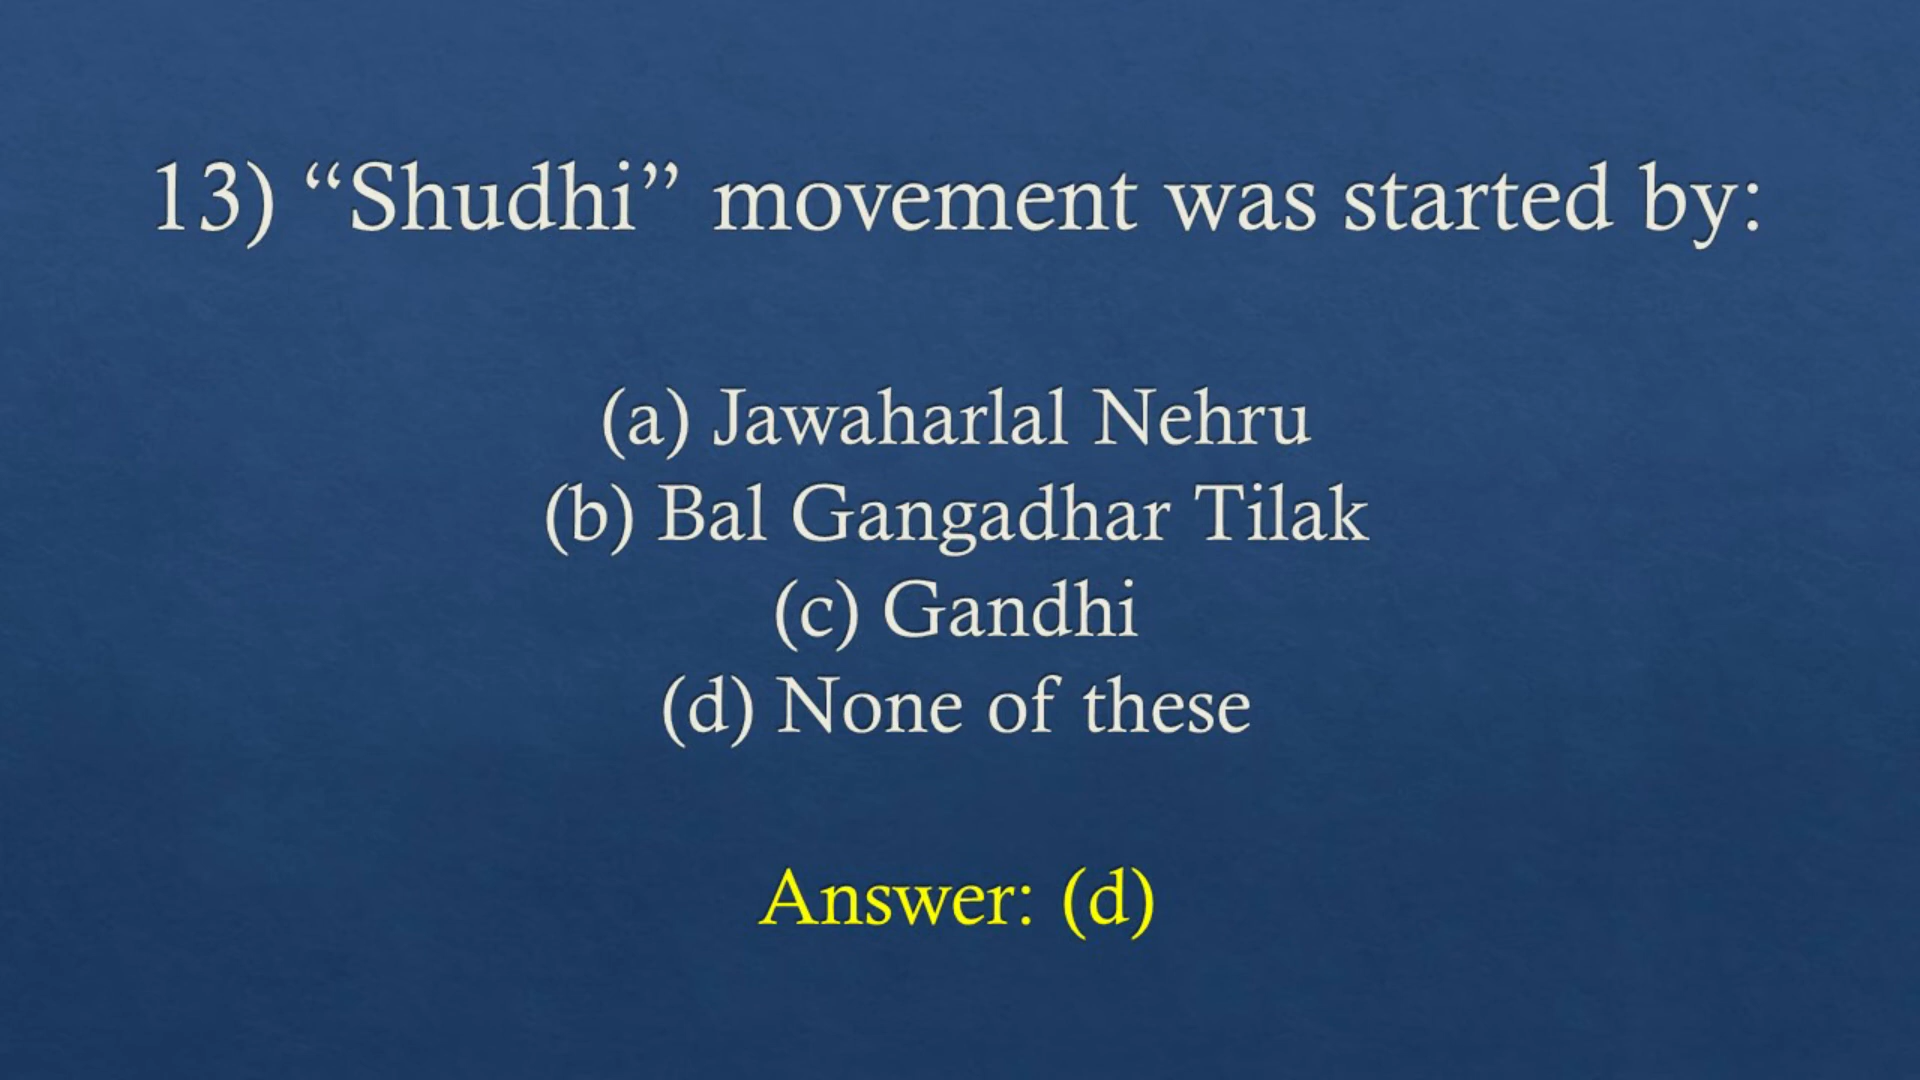 13) “Shudhi” movement was started by:
(a) Jawaharlal Nehru
(b) Bal Gangadhar Tilak
(c) Gandhi
(d) None of these
Answer: (d)